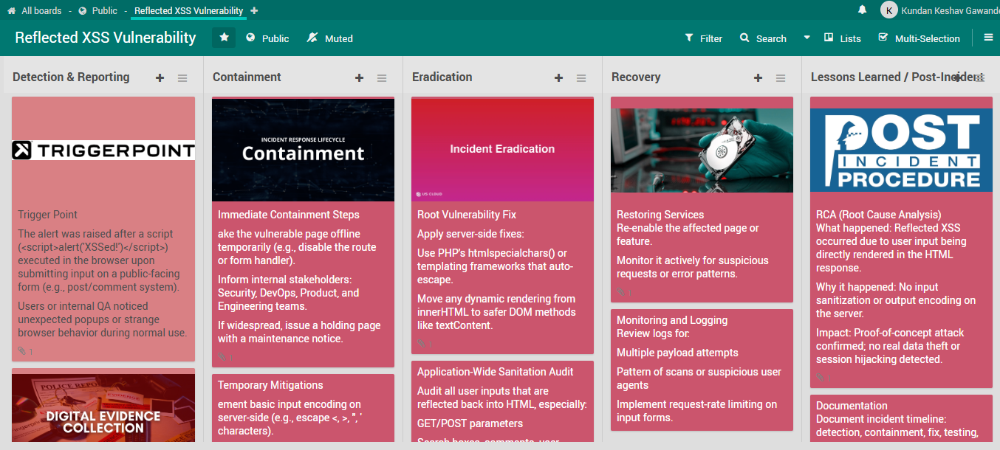 All boards - Public - Reflected XSS Vulnerability
K Kundan Keshav Gawande
Reflected XSS Vulnerability
Public
Muted
Filter
Search
Lists
Multi-Selection
Detection & Reporting
TRIGGERPOINT
Trigger Point
The alert was raised after a script
(<script>alert('XSSed!')</script>)
executed in the browser upon
submitting input on a public-facing
form (e.g., post/comment system).
Users or internal QA noticed
unexpected popups or strange
browser behavior during normal use.
1
POLICE REPO
EVIDENCE
DIGITAL EVIDENCE
COLLECTION
Containment
INCIDENT RESPONSE LIFECYCLE
Containment
Immediate Containment Steps
ake the vulnerable page offline
temporarily (e.g., disable the route
or form handler).
Inform internal stakeholders:
Security, DevOps, Product, and
Engineering teams.
If widespread, issue a holding page
with a maintenance notice.
1
Temporary Mitigations
ement basic input encoding on
server-side (e.g., escape <, >, ", '
characters).
Eradication
Incident Eradication
US CLOUD
Root Vulnerability Fix
Apply server-side fixes:
Use PHP's htmlspecialchars() or
templating frameworks that auto-
escape.
Move any dynamic rendering from
innerHTML to safer DOM methods
like textContent.
1
Application-Wide Sanitation Audit
Audit all user inputs that are
reflected back into HTML, especially:
GET/POST parameters
Search boxes, comments, user
Recovery
Restoring Services
Re-enable the affected page or
feature.
Monitor it actively for suspicious
requests or error patterns.
1
Monitoring and Logging
Review logs for:
Multiple payload attempts
Pattern of scans or suspicious user
agents
Implement request-rate limiting on
input forms.
Lessons Learned / Post-Incident
POST
INCIDENT
PROCEDURE
RCA (Root Cause Analysis)
What happened: Reflected XSS
occurred due to user input being
directly rendered in the HTML
response.
Why it happened: No input
sanitization or output encoding on
the server.
Impact: Proof-of-concept attack
confirmed; no real data theft or
session hijacking detected.
1
Documentation
Document incident timeline:
detection, containment, fix, testing,